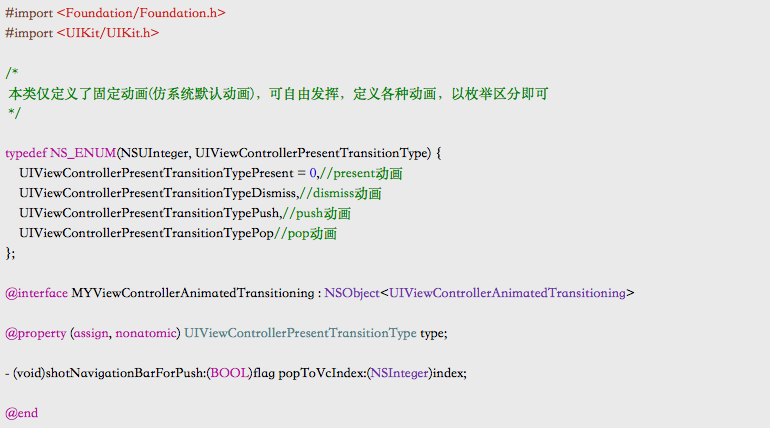 #import <Foundation/Foundation.h>
#import <UIKit/UIKit.h>
/*
本类仅定义了固定动画(仿系统默认动画)，可自由发挥，定义各种动画，以枚举区分即可
*/
typedef NS_ENUM(NSUInteger, UIViewControllerPresentTransitionType) {
UIViewControllerPresentTransitionTypePresent = 0,//present动画
UIViewControllerPresentTransitionTypeDismiss,//dismiss动画
UIViewControllerPresentTransitionTypePush,//push动画
UIViewControllerPresentTransitionTypePop//pop动画
};
@interface MYViewControllerAnimatedTransitioning : NSObject<UIViewControllerAnimatedTransitioning>
@property (assign, nonatomic) UIViewControllerPresentTransitionType type;
- (void)shotNavigationBarForPush:(BOOL)flag popToVcIndex:(NSInteger)index;
@end